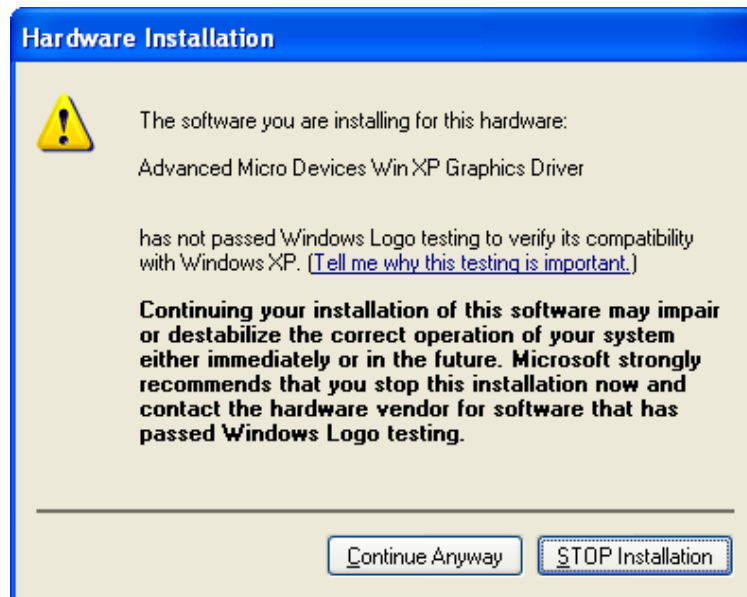 Hardware Installation
The software you are installing for this hardware:
Advanced Micro Devices Win XP Graphics Driver
has not passed Windows Logo testing to verify its compatibility
with Windows XP. (Tell me why this testing is important.)
Continuing your installation of this software may impair
or destabilize the correct operation of your system
either immediately or in the future. Microsoft strongly
recommends that you stop this installation now and
contact the hardware vendor for software that has
passed Windows Logo testing.
Continue Anyway
STOP Installation